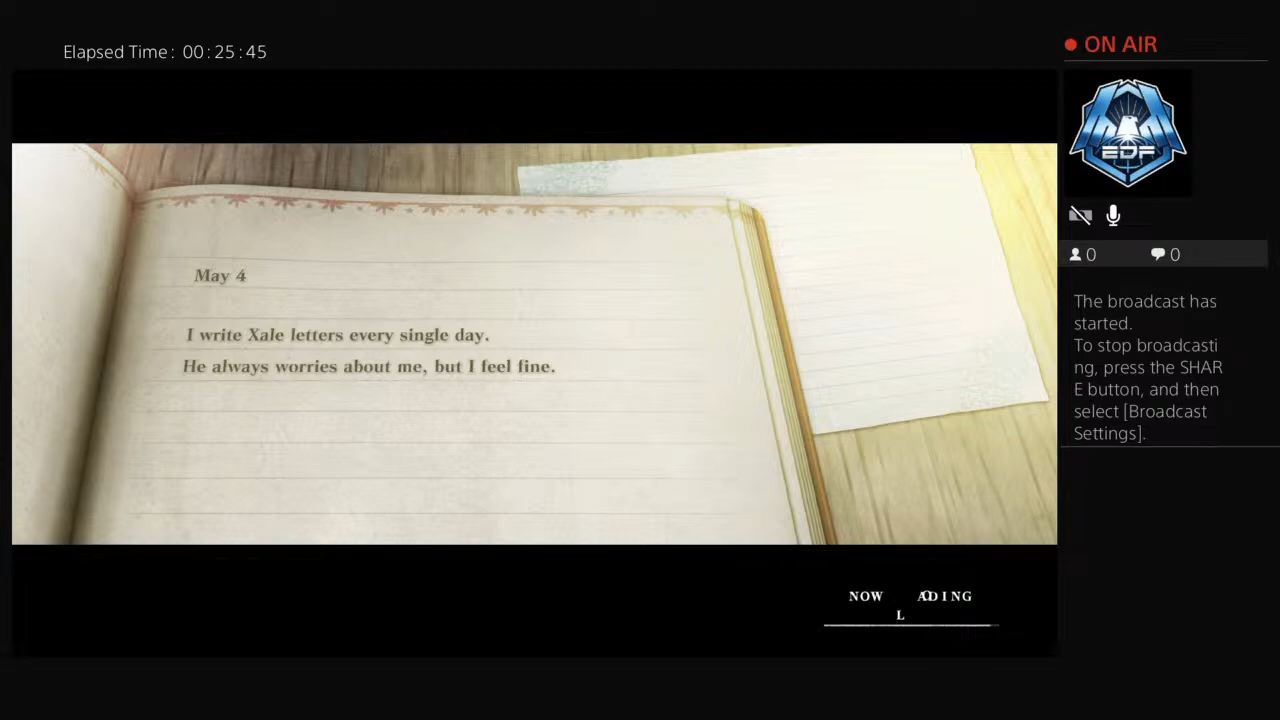 Elapsed Time: 00:25:45
ON AIR
EDF
0 0
May 4
I write Xale letters every single day.
He always worries about me, but I feel fine.
The broadcast has
started.
To stop broadcasti
ng, press the SHAR
E button, and then
select [Broadcast
Settings].
NOW LOADING